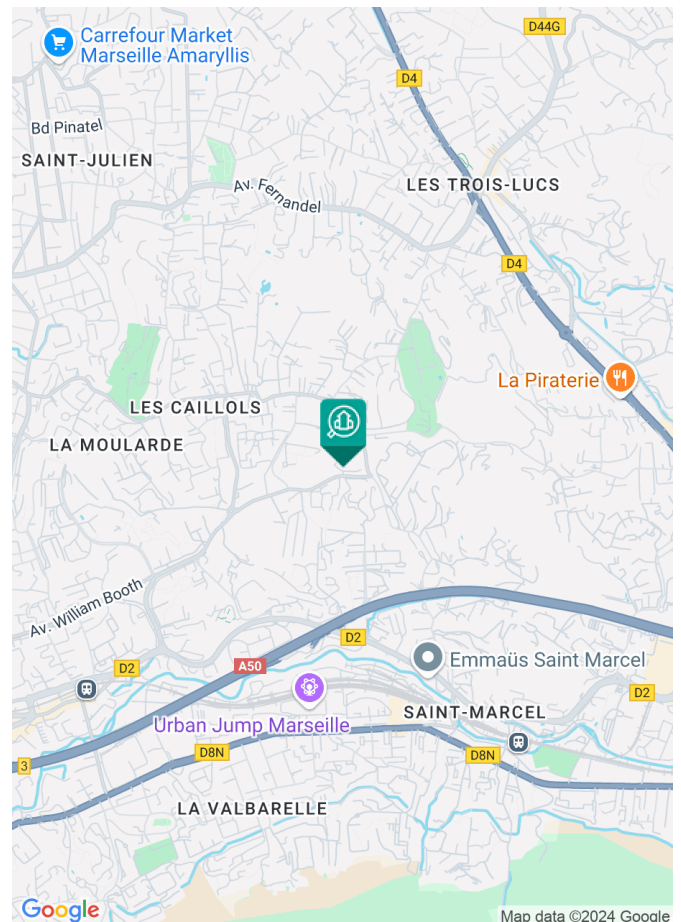 D44G
Carrefour Market
Marseille Amaryllis
D4
Bd Pinatel
SAINT-JULIEN
Av. Fernandel
LES TROIS-LUCS
D4
La Piraterie
LES CAILLOLS
LA MOULARDE
Av. William Booth
D2
A50
D2
Emmaüs Saint Marcel
D2
Urban Jump Marseille
SAINT-MARCEL
D8N
D8N
3
LA VALBARELLE
Google
Map data ©2024 Google